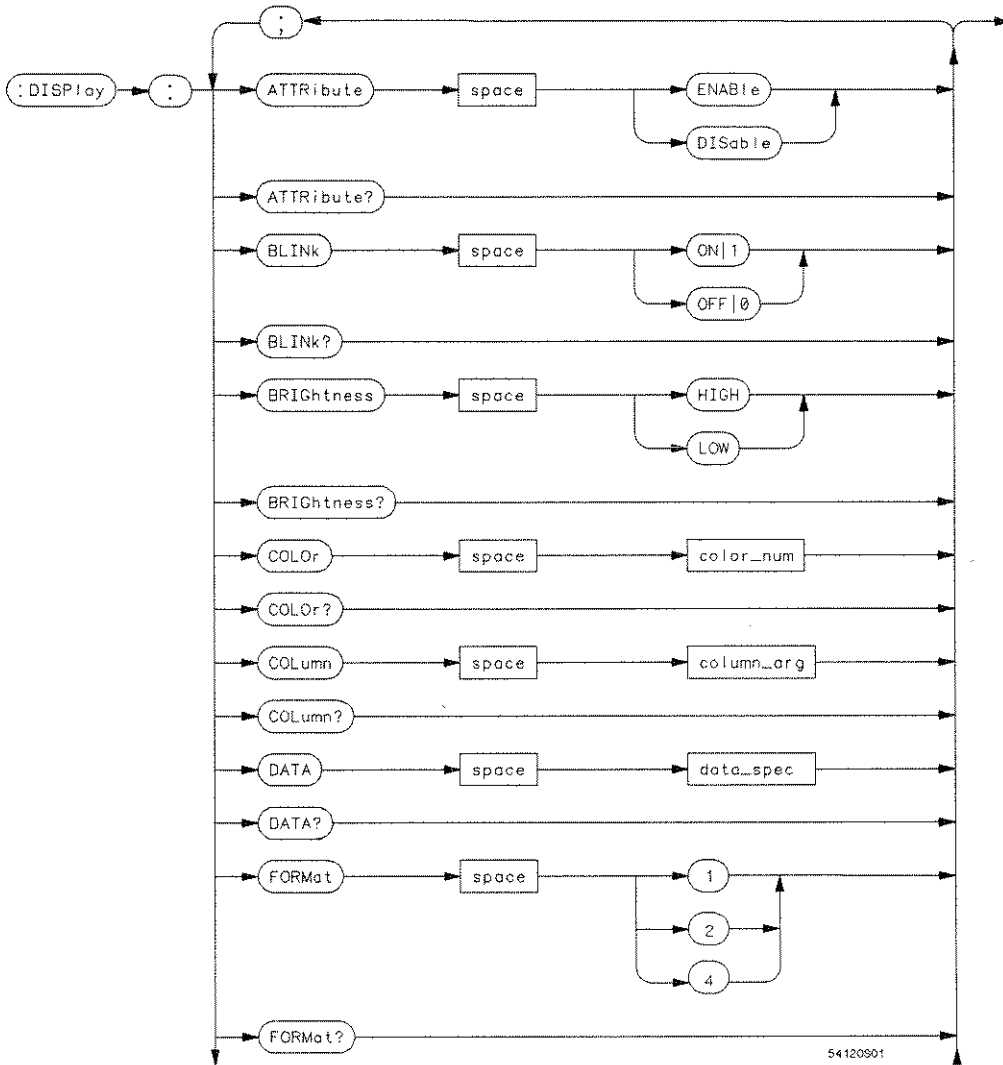 ;
:DISPlay : ATTRibute space ENABle
DISable
ATTRibute?
BLINk space ON|1
OFF|0
BLINk?
BRIGhtness space HIGH
LOW
BRIGhtness?
COLOr space color_num
COLOr?
COLumn space column_arg
COLumn?
DATA space data_spec
DATA?
FORMat space 1
2
4
FORMat?
54120S01